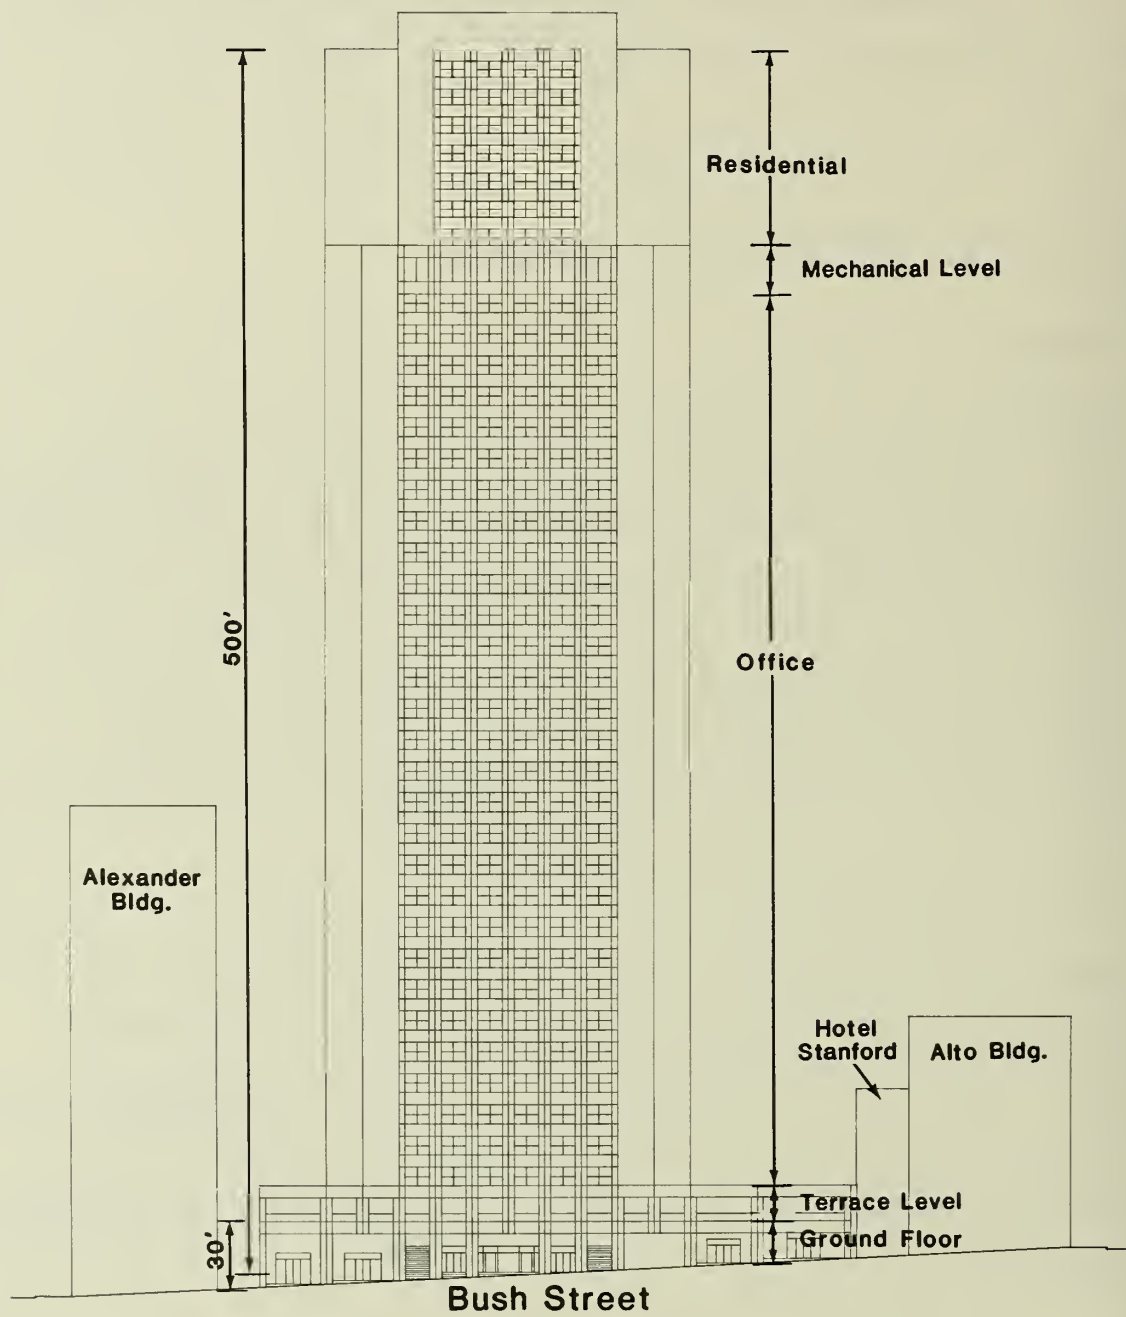 Residential
Mechanical Level
500'
Office
Alexander
Bldg.
Hotel
Stanford
Alto Bldg.
Terrace Level
Ground Floor
30'
Bush Street